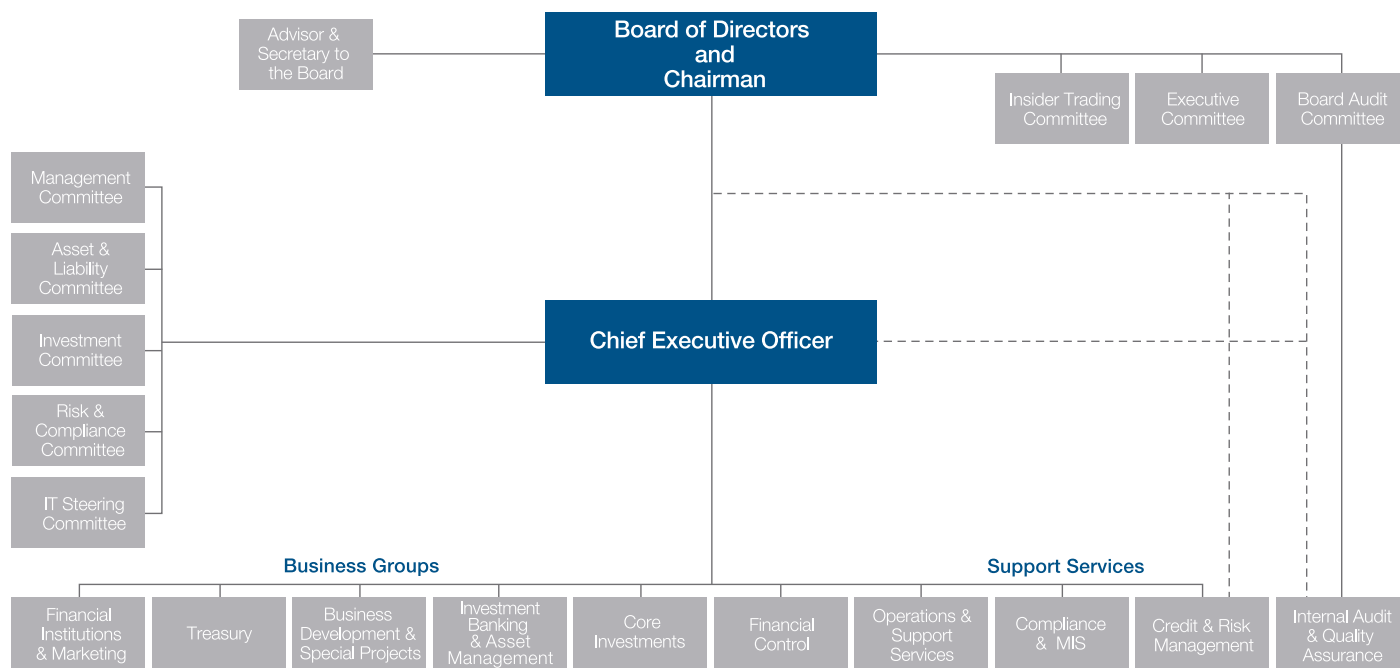 Advisor &
Secretary to
the Board
Board of Directors
and
Chairman
Insider Trading
Committee
Executive
Committee
Board Audit
Committee
Management
Committee
Asset &
Liability
Committee
Investment
Committee
Risk &
Compliance
Committee
IT Steering
Committee
Chief Executive Officer
Business Groups
Support Services
Financial
Institutions
& Marketing
Treasury
Business
Development &
Special Projects
Investment
Banking
& Asset
Management
Core
Investments
Financial
Control
Operations &
Support
Services
Compliance
& MIS
Credit & Risk
Management
Internal Audit
& Quality
Assurance